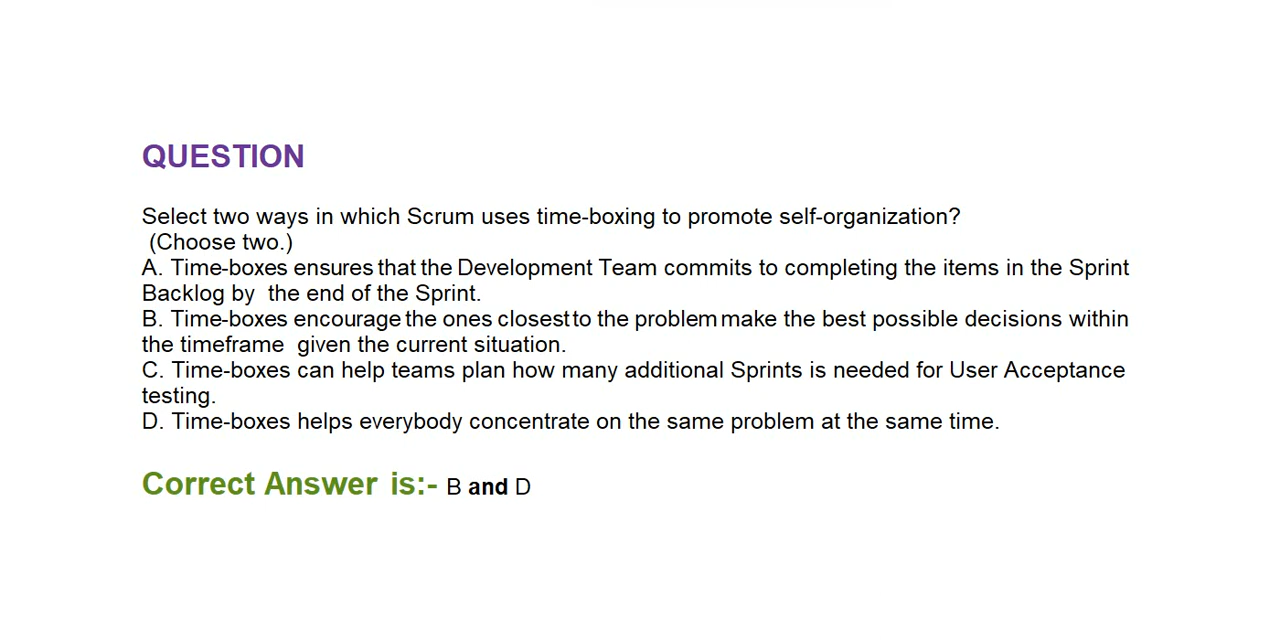 QUESTION
Select two ways in which Scrum uses time-boxing to promote self-organization?
(Choose two.)
A. Time-boxes ensures that the Development Team commits to completing the items in the Sprint
Backlog by the end of the Sprint.
B. Time-boxes encourage the ones closest to the problem make the best possible decisions within
the timeframe given the current situation.
C. Time-boxes can help teams plan how many additional Sprints is needed for User Acceptance
testing.
D. Time-boxes helps everybody concentrate on the same problem at the same time.
Correct Answer is:- B and D